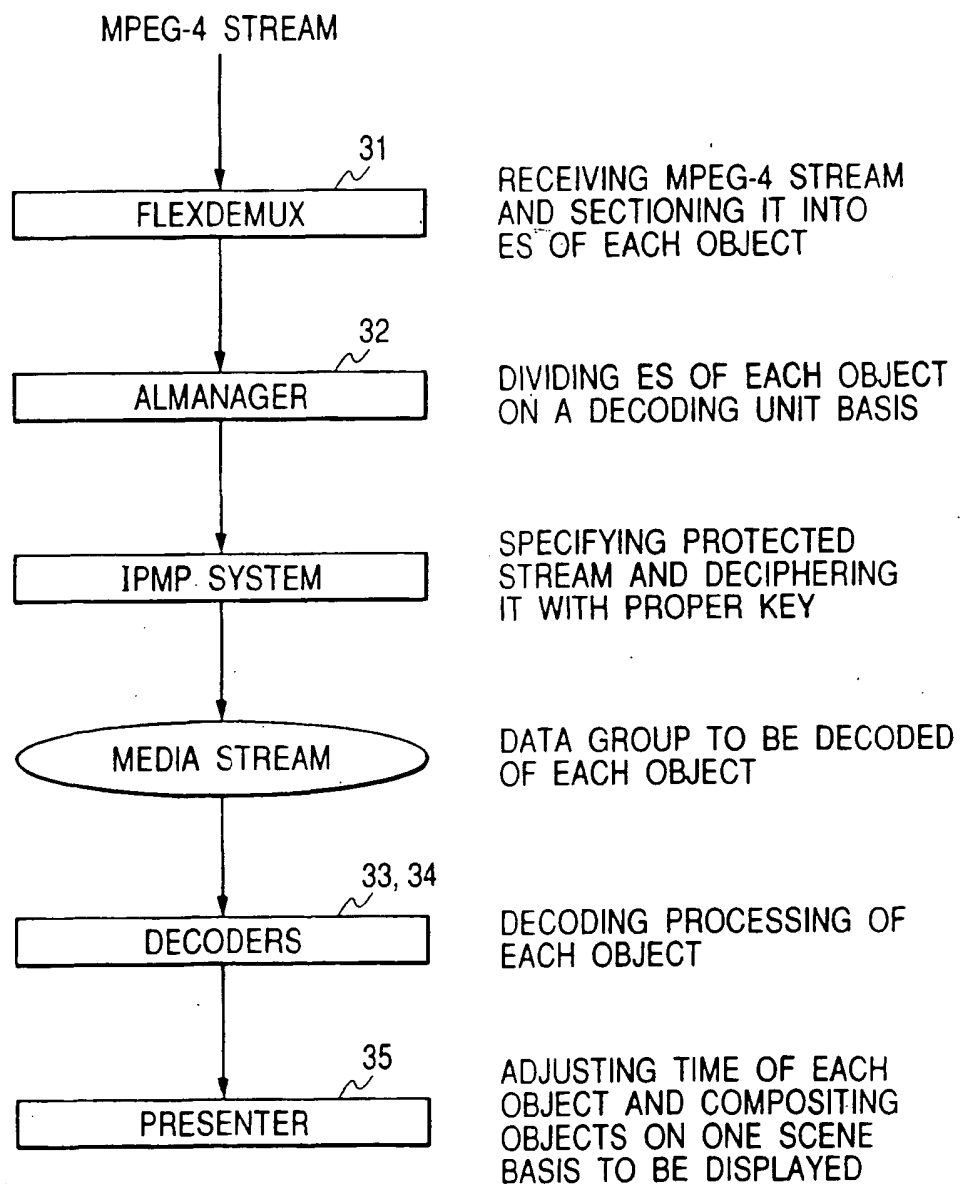 MPEG-4 STREAM
31
FLEXDEMUX
RECEIVING MPEG-4 STREAM
AND SECTIONING IT INTO
ES OF EACH OBJECT
32
ALMANAGER
DIVIDING ES OF EACH OBJECT
ON A DECODING UNIT BASIS
IPMP SYSTEM
SPECIFYING PROTECTED
STREAM AND DECIPHERING
IT WITH PROPER KEY
MEDIA STREAM
DATA GROUP TO BE DECODED
OF EACH OBJECT
33, 34
DECODERS
DECODING PROCESSING OF
EACH OBJECT
35
PRESENTER
ADJUSTING TIME OF EACH
OBJECT AND COMPOSITING
OBJECTS ON ONE SCENE
BASIS TO BE DISPLAYED